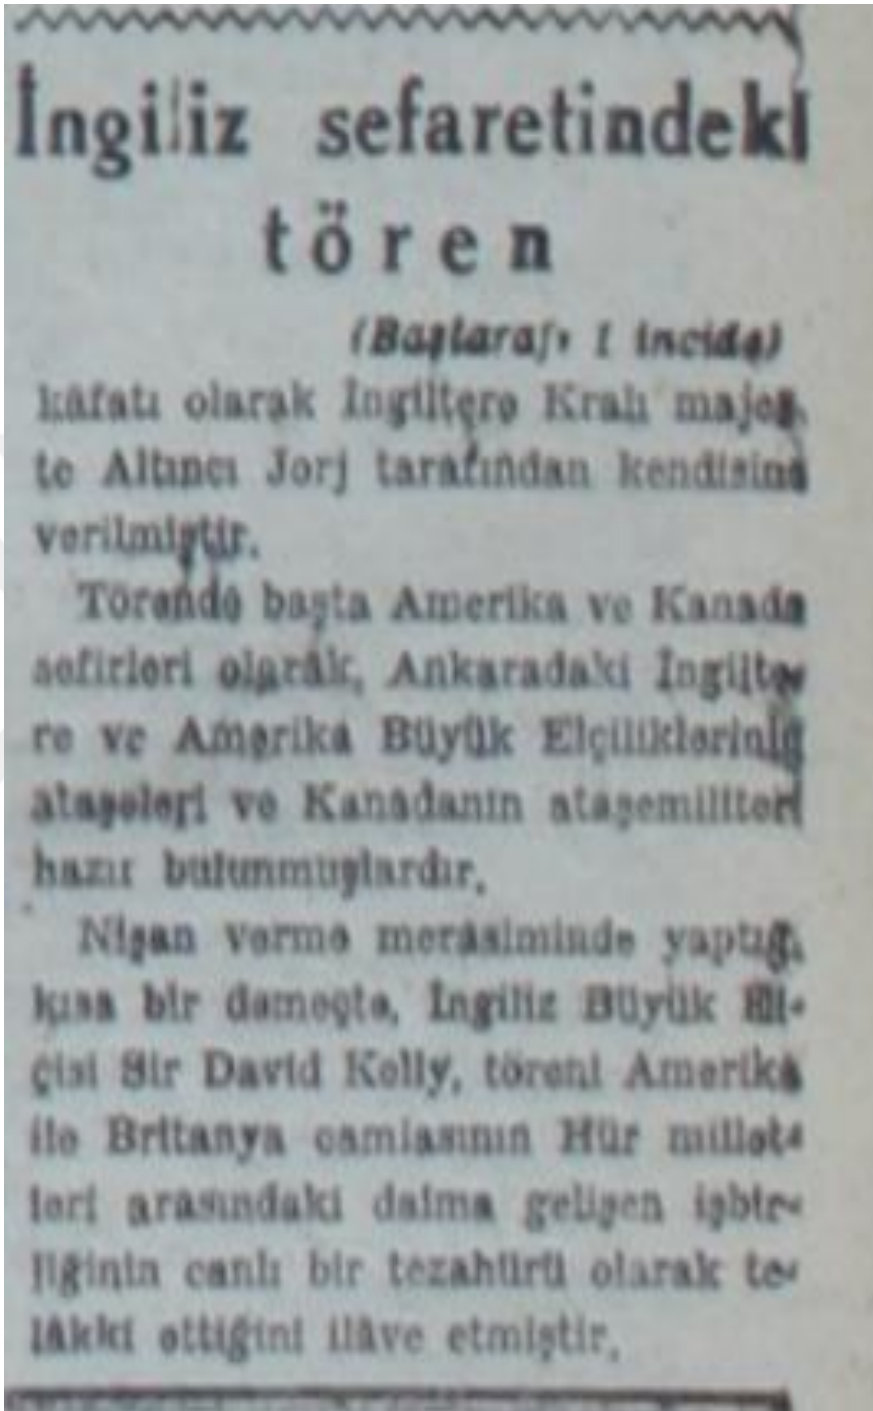 İngiliz sefaretindeki
tören
(Baştarafı 1 incide)
kâfatı olarak İngiltere Kralı majes-
te Altıncı Jorj tarafından kendisine
verilmiştir.
Törende başta Amerika ve Kanada
sefirleri olarak, Ankaradaki İngilte-
re ve Amerika Büyük Elçiliklerinin
ataşeleri ve Kanadanın ataşemiliteri
hazır bulunmuşlardır.
Nişan verme merasiminde yaptığı
kısa bir demeçte, İngiliz Büyük El-
çisi Sir David Kelly, töreni Amerika
ile Britanya camiasının Hür millet-
leri arasındaki daima gelişen işbir-
liğinin canlı bir tezahürü olarak te-
lâkki ettiğini ilâve etmiştir.